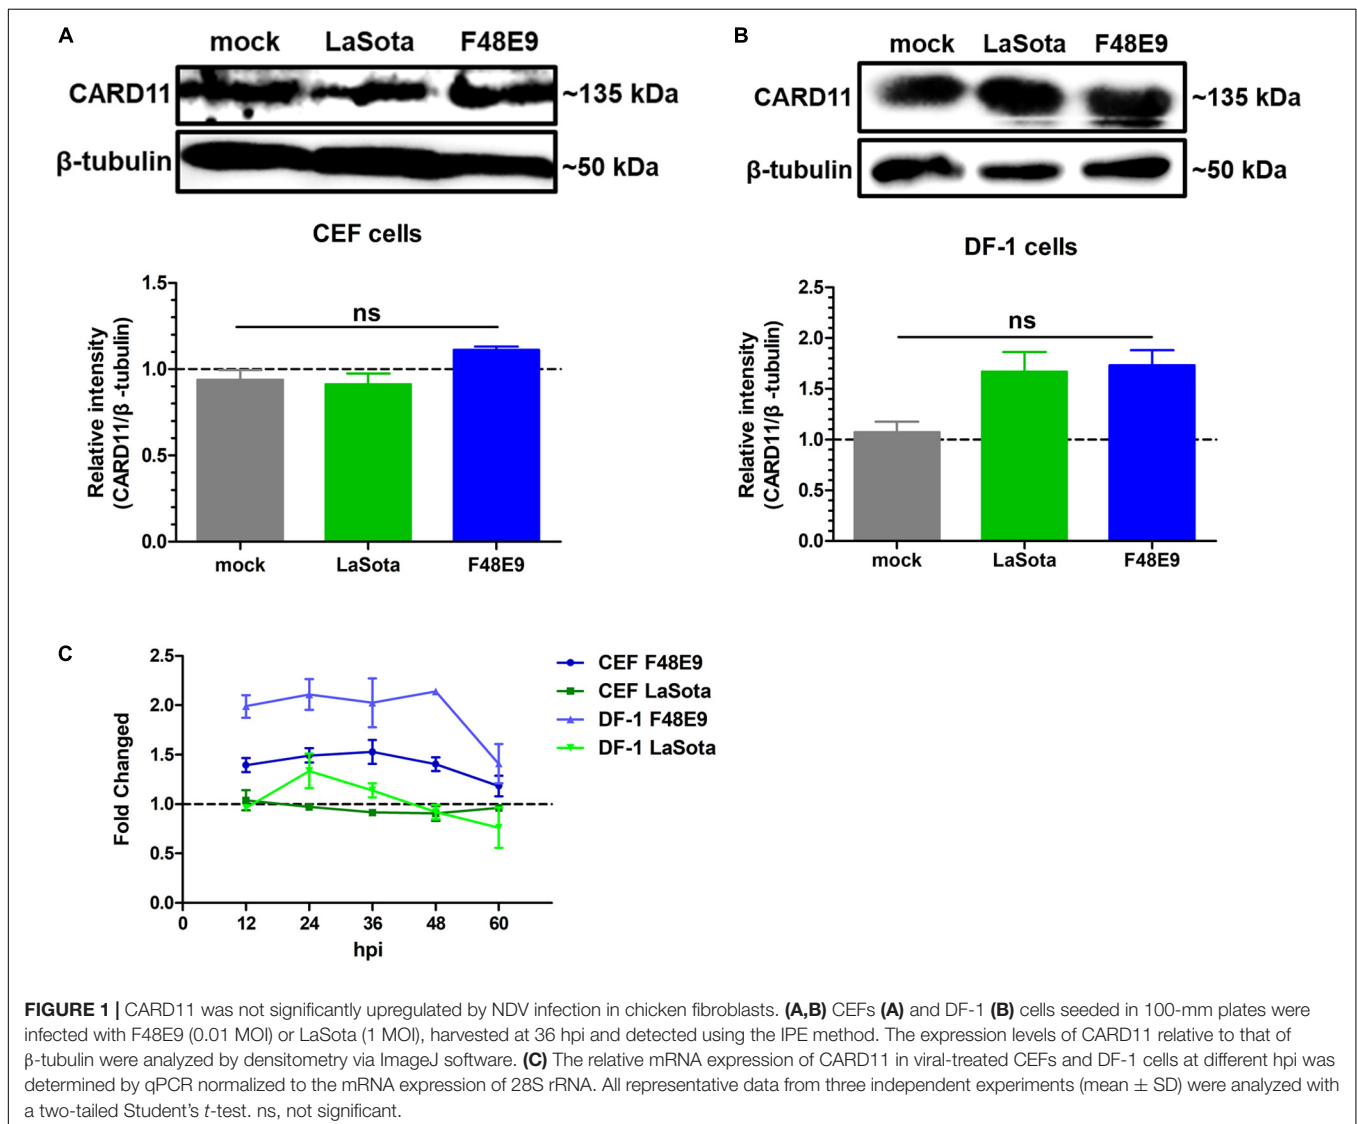 A
mock LaSota F48E9
CARD11 ~135 kDa
β-tubulin ~50 kDa
CEF cells
Relative intensity
(CARD11/β -tubulin)
1.5
1.0
0.5
0.0
ns
mock LaSota F48E9
B
mock LaSota F48E9
CARD11 ~135 kDa
β-tubulin ~50 kDa
DF-1 cells
Relative intensity
(CARD11/β -tubulin)
2.5
2.0
1.5
1.0
0.5
0.0
ns
mock LaSota F48E9
C
Fold Changed
2.5
2.0
1.5
1.0
0.5
0.0
0 12 24 36 48 60
hpi
CEF F48E9
CEF LaSota
DF-1 F48E9
DF-1 LaSota
FIGURE 1 | CARD11 was not significantly upregulated by NDV infection in chicken fibroblasts. (A,B) CEFs (A) and DF-1 (B) cells seeded in 100-mm plates were
infected with F48E9 (0.01 MOI) or LaSota (1 MOI), harvested at 36 hpi and detected using the IPE method. The expression levels of CARD11 relative to that of
β-tubulin were analyzed by densitometry via ImageJ software. (C) The relative mRNA expression of CARD11 in viral-treated CEFs and DF-1 cells at different hpi was
determined by qPCR normalized to the mRNA expression of 28S rRNA. All representative data from three independent experiments (mean ± SD) were analyzed with
a two-tailed Student's t-test. ns, not significant.